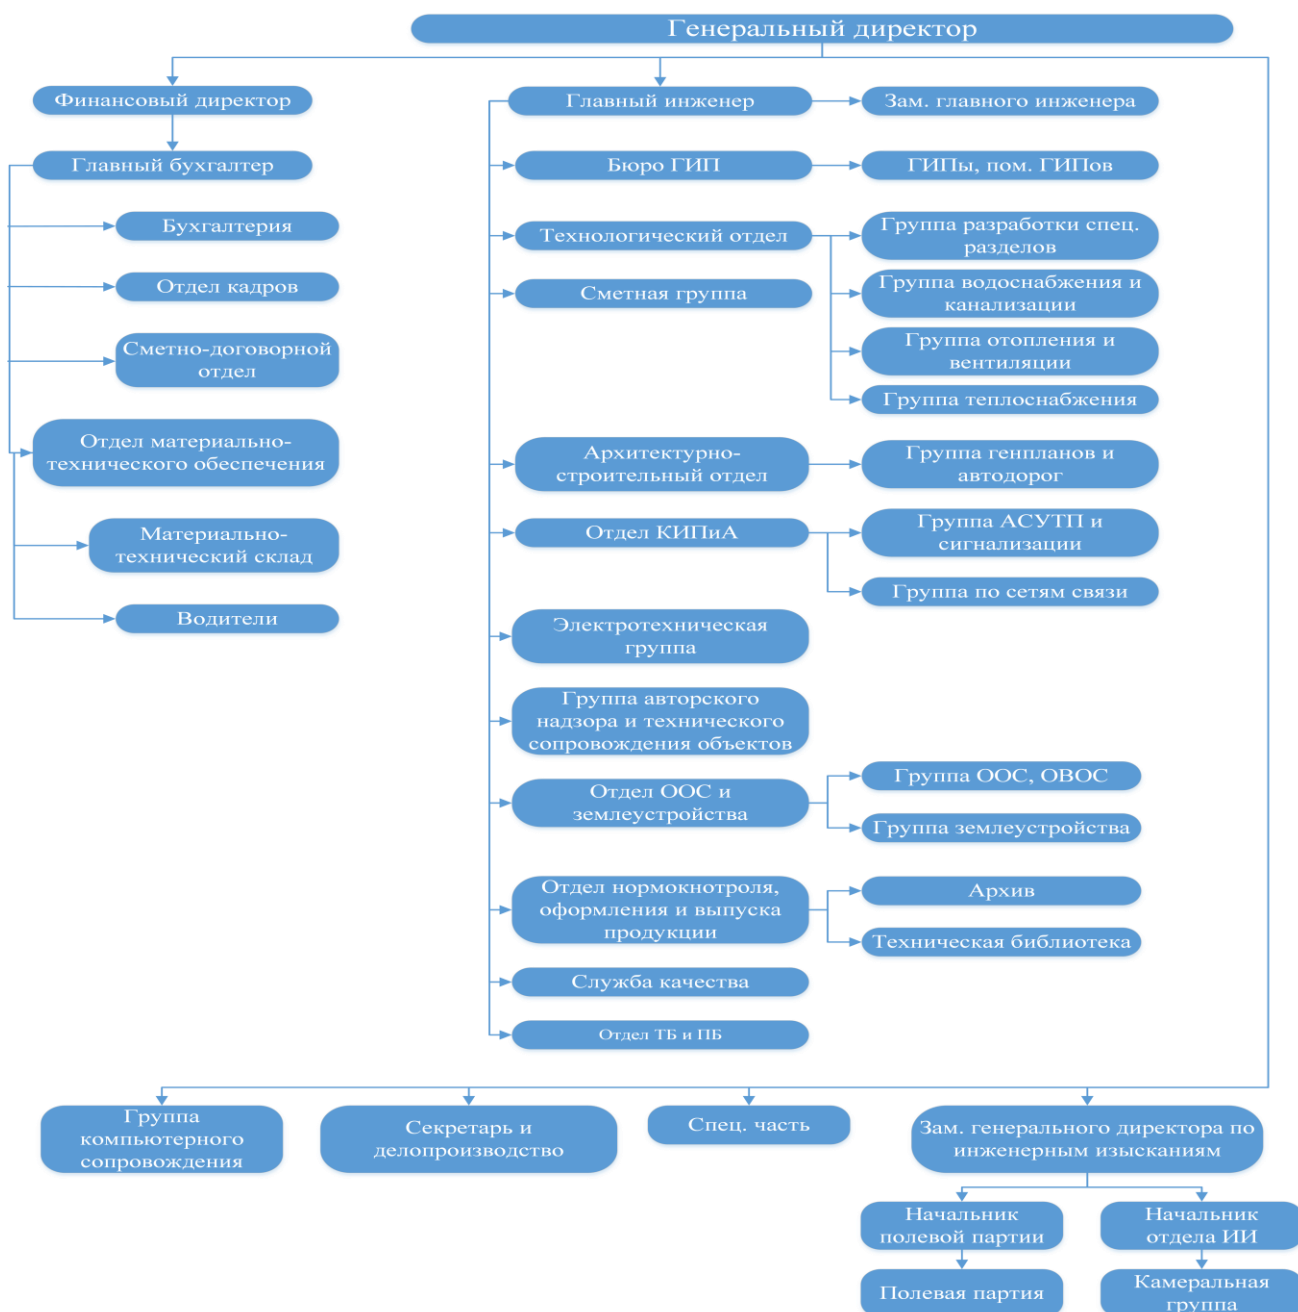 Генеральный директор
Финансовый директор
Главный бухгалтер
Бухгалтерия
Отдел кадров
Сметно-договорной
отдел
Отдел материально-
технического обеспечения
Материально-
технический склад
Водители
Главный инженер
Зам. главного инженера
Бюро ГИП
ГИПы, пом. ГИПов
Технологический отдел
Группа разработки спец.
разделов
Группа водоснабжения и
канализации
Группа отопления и
вентиляции
Группа теплоснабжения
Сметная группа
Архитектурно-
строительный отдел
Группа генпланов и
автодорог
Отдел КИПиА
Группа АСУТП и
сигнализации
Группа по сетям связи
Электротехническая
группа
Группа авторского
надзора и технического
сопровождения объектов
Отдел ООС и
землеустройства
Группа ООС, ОВОС
Группа землеустройства
Отдел нормокнотроля,
оформления и выпуска
продукции
Архив
Техническая библиотека
Служба качества
Отдел ТБ и ПБ
Группа
компьютерного
сопровождения
Секретарь и
делопроизводство
Спец. часть
Зам. генерального директора по
инженерным изысканиям
Начальник
полевой партии
Полевая партия
Начальник
отдела ИИ
Камеральная
группа